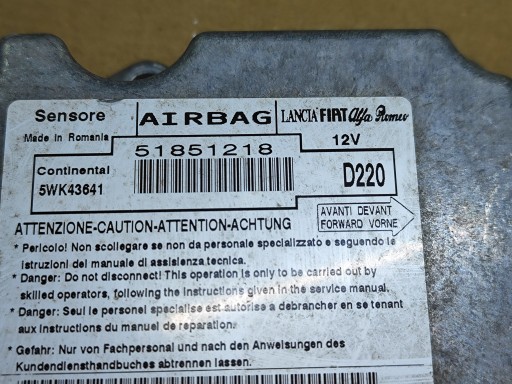 Sensore AIRBAG LANCIA FIAT Alfa Romeo
Made in Romania 51851218 12V
Continental
5WK43641 D220
ATTENZIONE-CAUTION-ATTENTION-ACHTUNG
AVANTI DEVANT
FORWARD VORNE
* Pericolo! Non scollegare se non da personale specializzato e seguendo le
istruzioni del manuale di assistenza tecnica.
* Danger: Do not disconnect! This operation is only to be carried out by
skilled operators, following the instructions given in the service manual.
* Danger: Seul le personel specialise est autorise a debrancher en se tenant
aux instructions du manuel de reparation.
* Gefahr: Nur von Fachpersonal und nach den Anweisungen des
Kundendiensthandbuches abtrennen lassen.